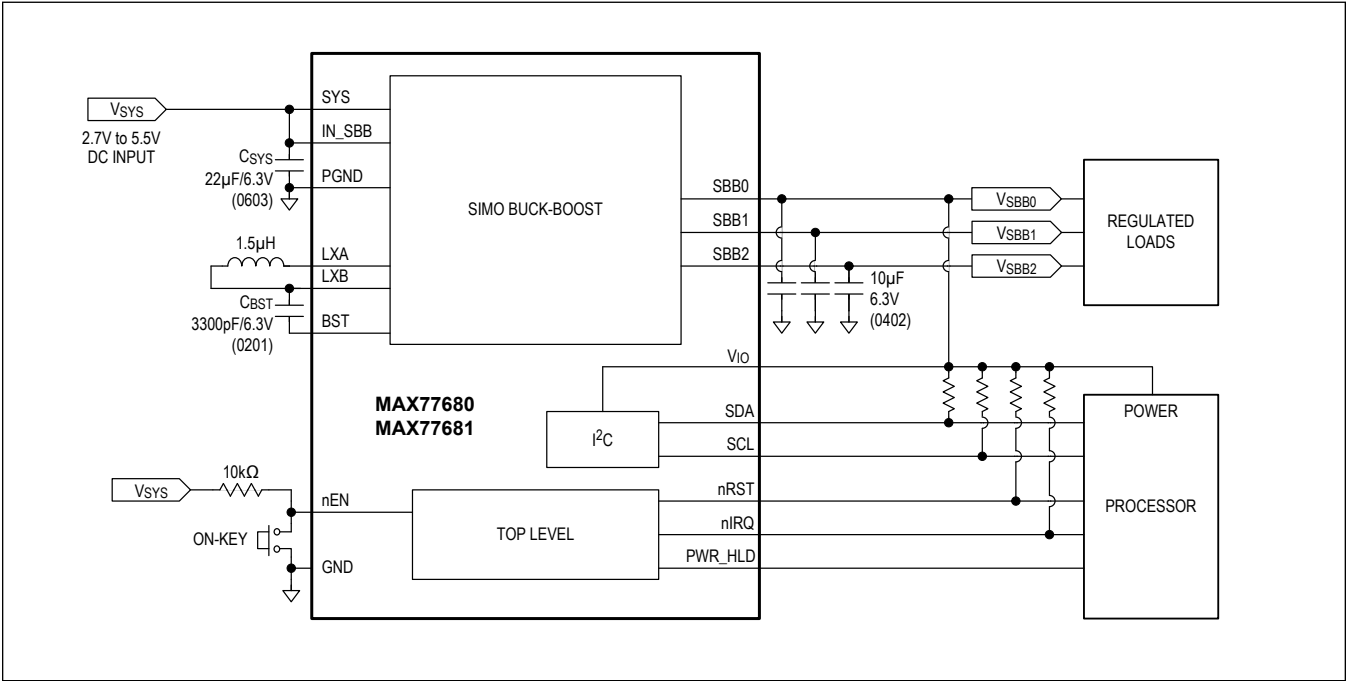 VSYS
2.7V to 5.5V
DC INPUT
CSYS
22µF/6.3V
(0603)
1.5µH
CBST
3300pF/6.3V
(0201)
SYS
IN_SBB
PGND
LXA
LXB
BST
SIMO BUCK-BOOST
SBB0
SBB1
SBB2
10µF
6.3V
(0402)
VSBB0
VSBB1
VSBB2
REGULATED
LOADS
MAX77680
MAX77681
VIO
I2C
SDA
SCL
POWER
PROCESSOR
VSYS
10kΩ
ON-KEY
nEN
GND
TOP LEVEL
nRST
nIRQ
PWR_HLD